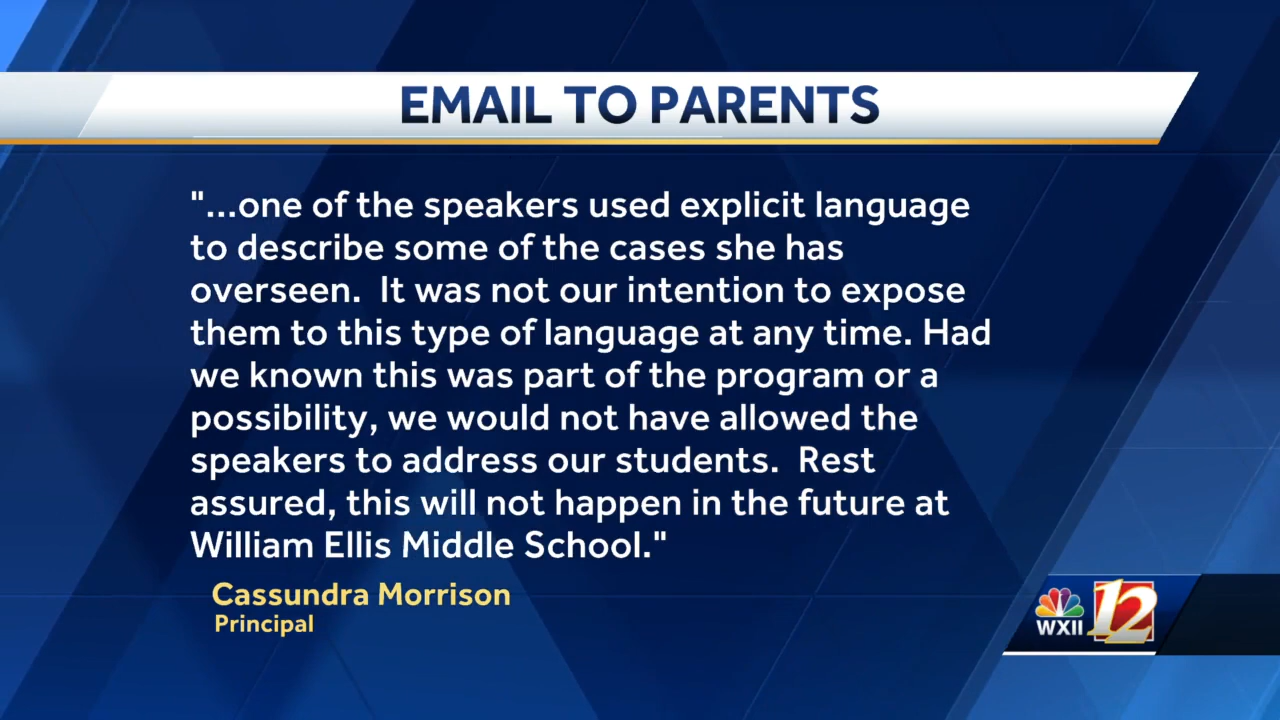 EMAIL TO PARENTS
"...one of the speakers used explicit language
to describe some of the cases she has
overseen.  It was not our intention to expose
them to this type of language at any time. Had
we known this was part of the program or a
possibility, we would not have allowed the
speakers to address our students.  Rest
assured, this will not happen in the future at
William Ellis Middle School."
Cassundra Morrison
Principal
WXII 12